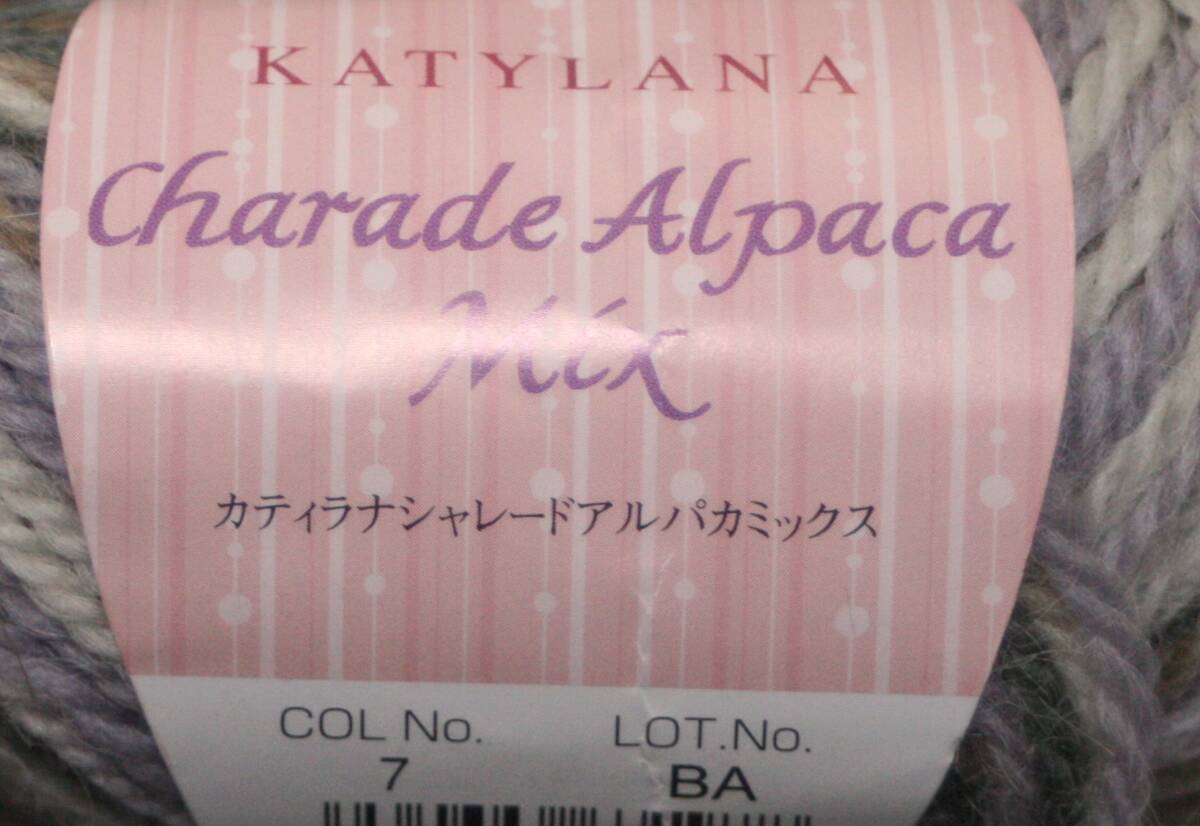 KATYLANA
Charade Alpaca
Mix
カティラナシャレードアルパカミックス
COL No. LOT.No.
7 BA